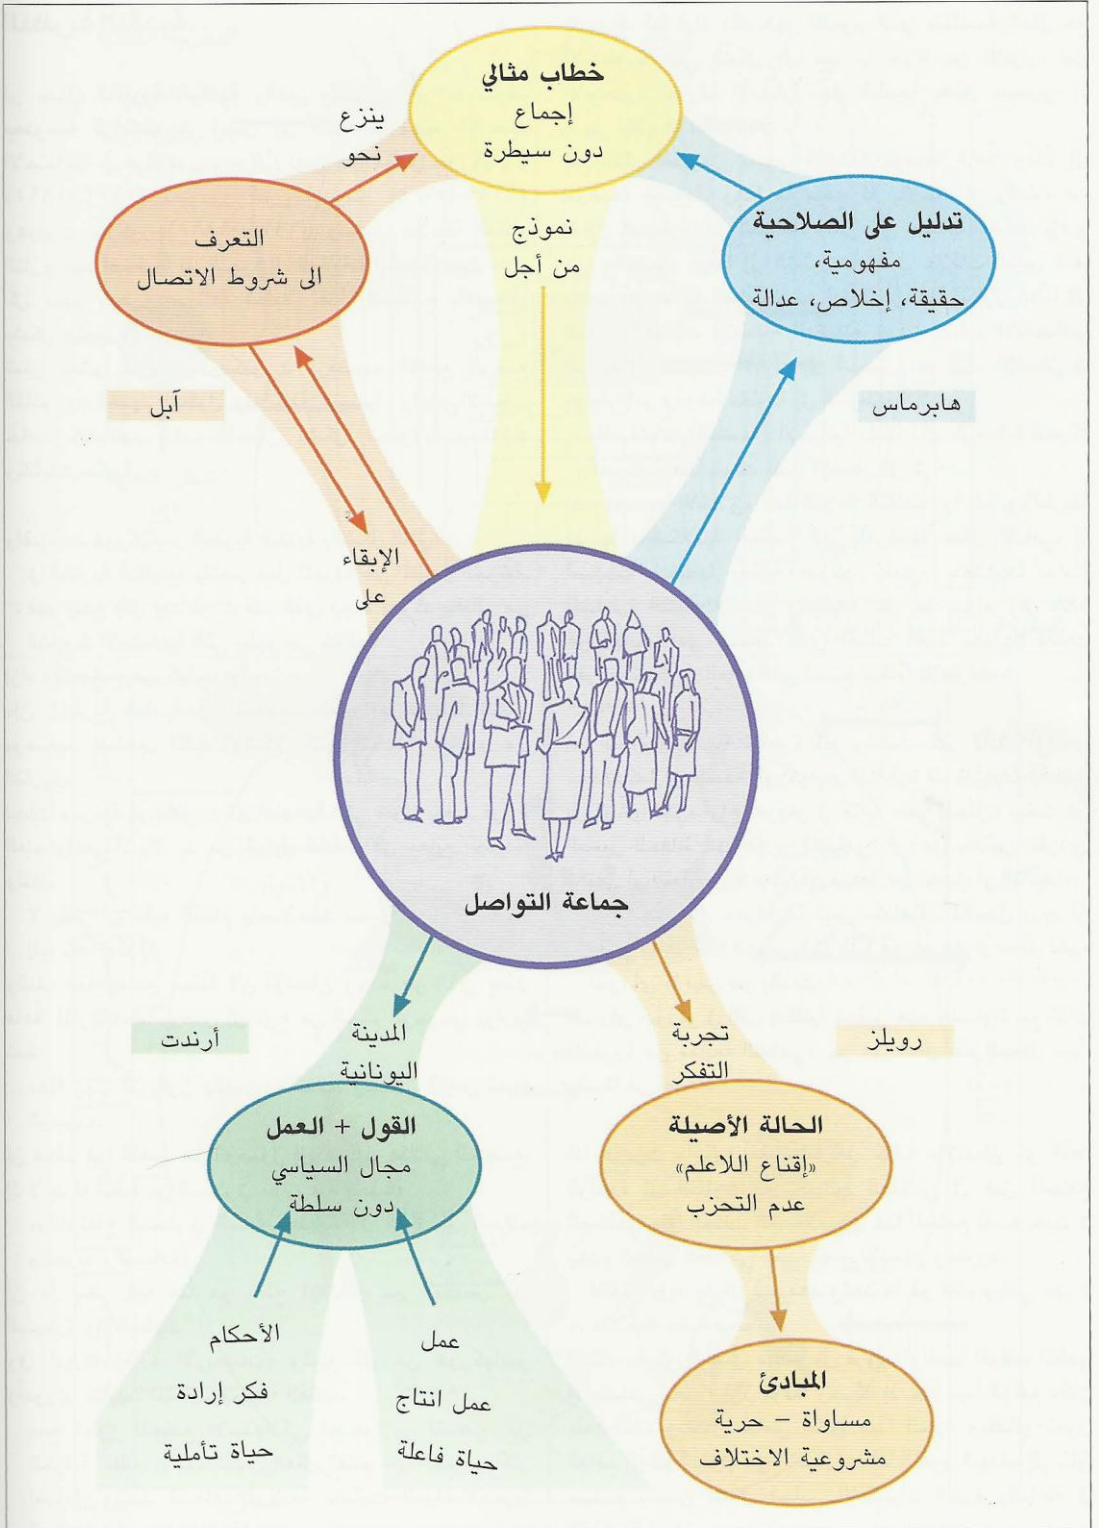 خطاب مثالي
إجماع
دون سيطرة
ينزع
نحو
التعرف
الى شروط الاتصال
نموذج
من أجل
تدليل على الصلاحية
مفهومية،
حقيقة، إخلاص، عدالة
آبل
هابرماس
الإبقاء
على
جماعة التواصل
أرندت
المدينة
اليونانية
تجربة
التفكر
رويلز
القول + العمل
مجال السياسي
دون سلطة
الحالة الأصيلة
«إقناع اللاعلم»
عدم التحزب
الأحكام
فكر إرادة
حياة تأملية
عمل
عمل انتاج
حياة فاعلة
المبادئ
مساواة – حرية
مشروعية الاختلاف